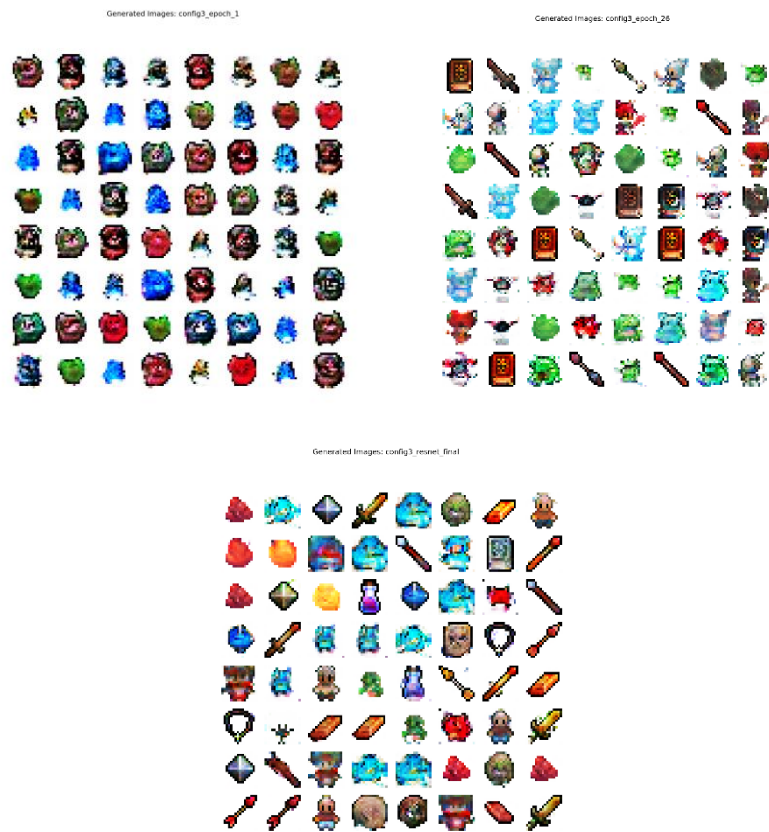 Generated Images: config3_epoch_1
Generated Images: config3_epoch_26
Generated Images: config3_resnet_final